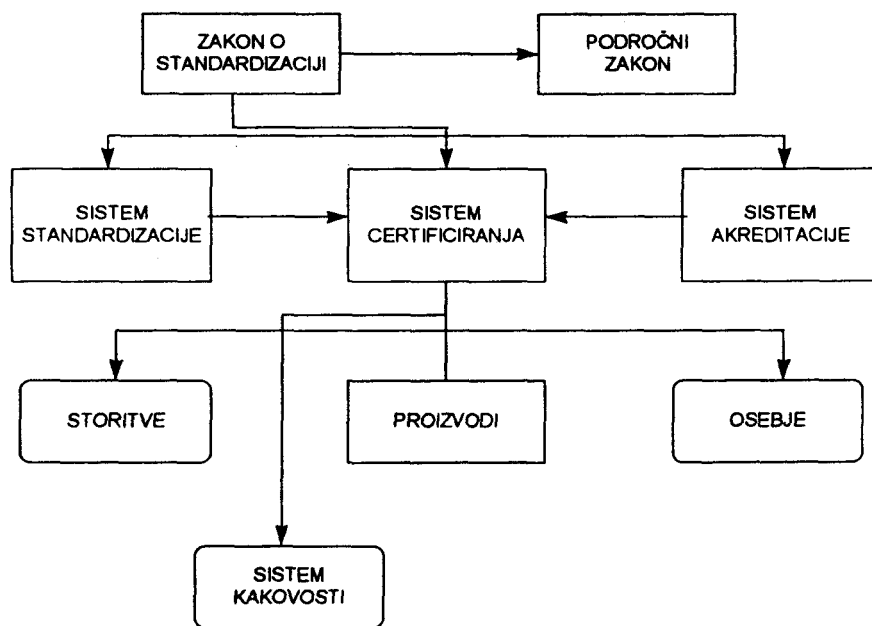 ZAKON O
STANDARDIZACIJI
PODROČNI
ZAKON
SISTEM
STANDARDIZACIJE
SISTEM
CERTIFICIRANJA
SISTEM
AKREDITACIJE
STORITVE
PROIZVODI
OSEBJE
SISTEM
KAKOVOSTI